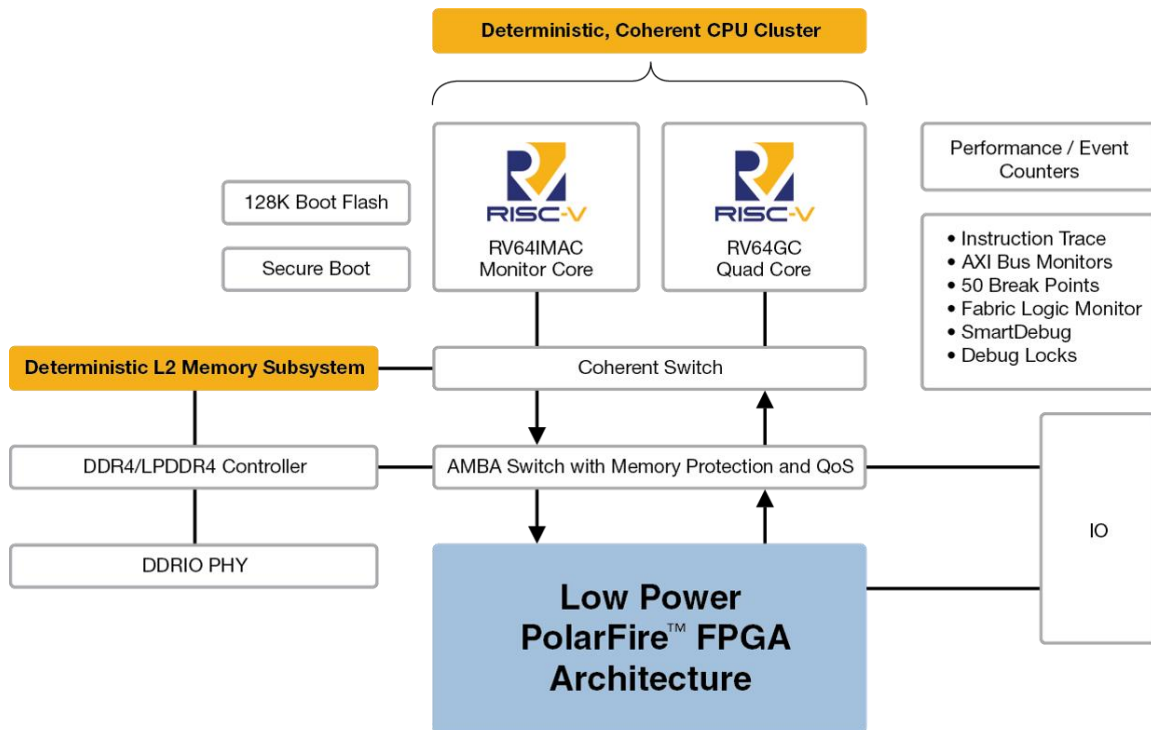 Deterministic, Coherent CPU Cluster
RISC-V
RV64IMAC
Monitor Core
RISC-V
RV64GC
Quad Core
128K Boot Flash
Secure Boot
Performance / Event
Counters
• Instruction Trace
• AXI Bus Monitors
• 50 Break Points
• Fabric Logic Monitor
• SmartDebug
• Debug Locks
Deterministic L2 Memory Subsystem
Coherent Switch
DDR4/LPDDR4 Controller
AMBA Switch with Memory Protection and QoS
IO
DDRIO PHY
Low Power
PolarFire™ FPGA
Architecture